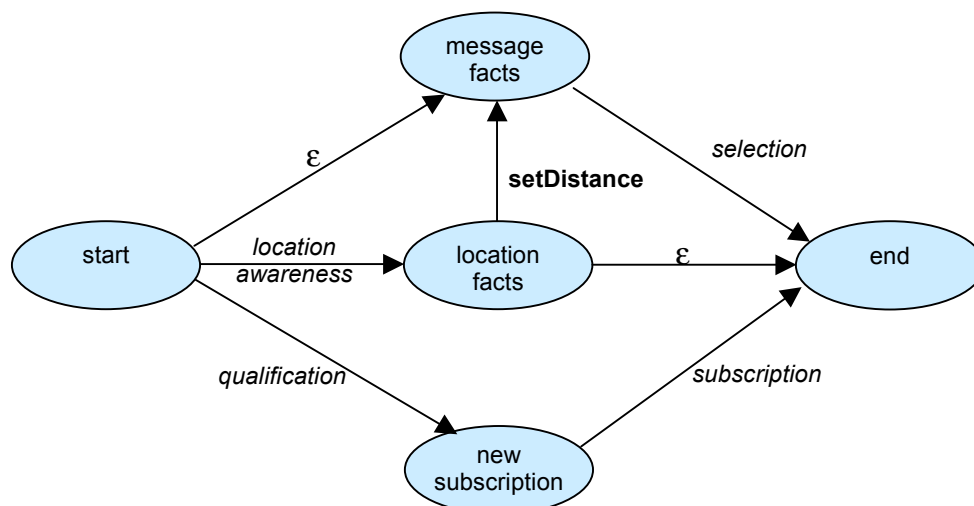 message
facts
ε
selection
setDistance
start
location
awareness
location
facts
ε
end
qualification
subscription
new
subscription